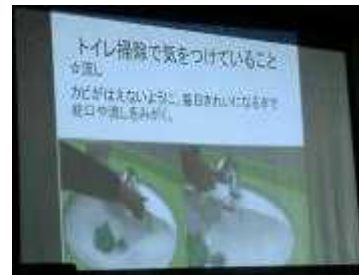 トイレ掃除で気をつけていること
☆流し
カビがはえないように、毎日きれいになるまで
蛇口や流しをみがく。